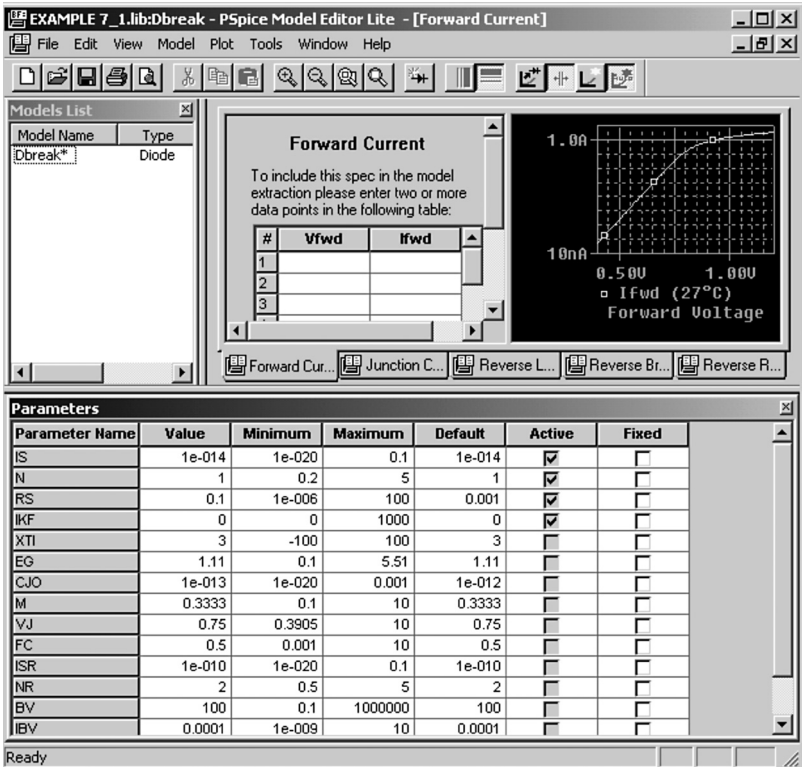 EXAMPLE 7_1.lib:Dbreak - PSpice Model Editor Lite - [Forward Current]
File Edit View Model Plot Tools Window Help
Models List
Model Name Type
Dbreak* Diode
Forward Current
To include this spec in the model
extraction please enter two or more
data points in the following table:
# Vfwd Ifwd
1
2
3
1.0A
10nA
0.50V 1.00V
Ifwd (27°C)
Forward Voltage
Forward Cur... Junction C... Reverse L... Reverse Br... Reverse R...
Parameters
Parameter Name Value Minimum Maximum Default Active Fixed
IS 1e-014 1e-020 0.1 1e-014
N 1 0.2 5 1
RS 0.1 1e-006 100 0.001
IKF 0 0 1000 0
XTI 3 -100 100 3
EG 1.11 0.1 5.51 1.11
CJO 1e-013 1e-020 0.001 1e-012
M 0.3333 0.1 10 0.3333
VJ 0.75 0.3905 10 0.75
FC 0.5 0.001 10 0.5
ISR 1e-010 1e-020 0.1 1e-010
NR 2 0.5 5 2
BV 100 0.1 1000000 100
IBV 0.0001 1e-009 10 0.0001
Ready